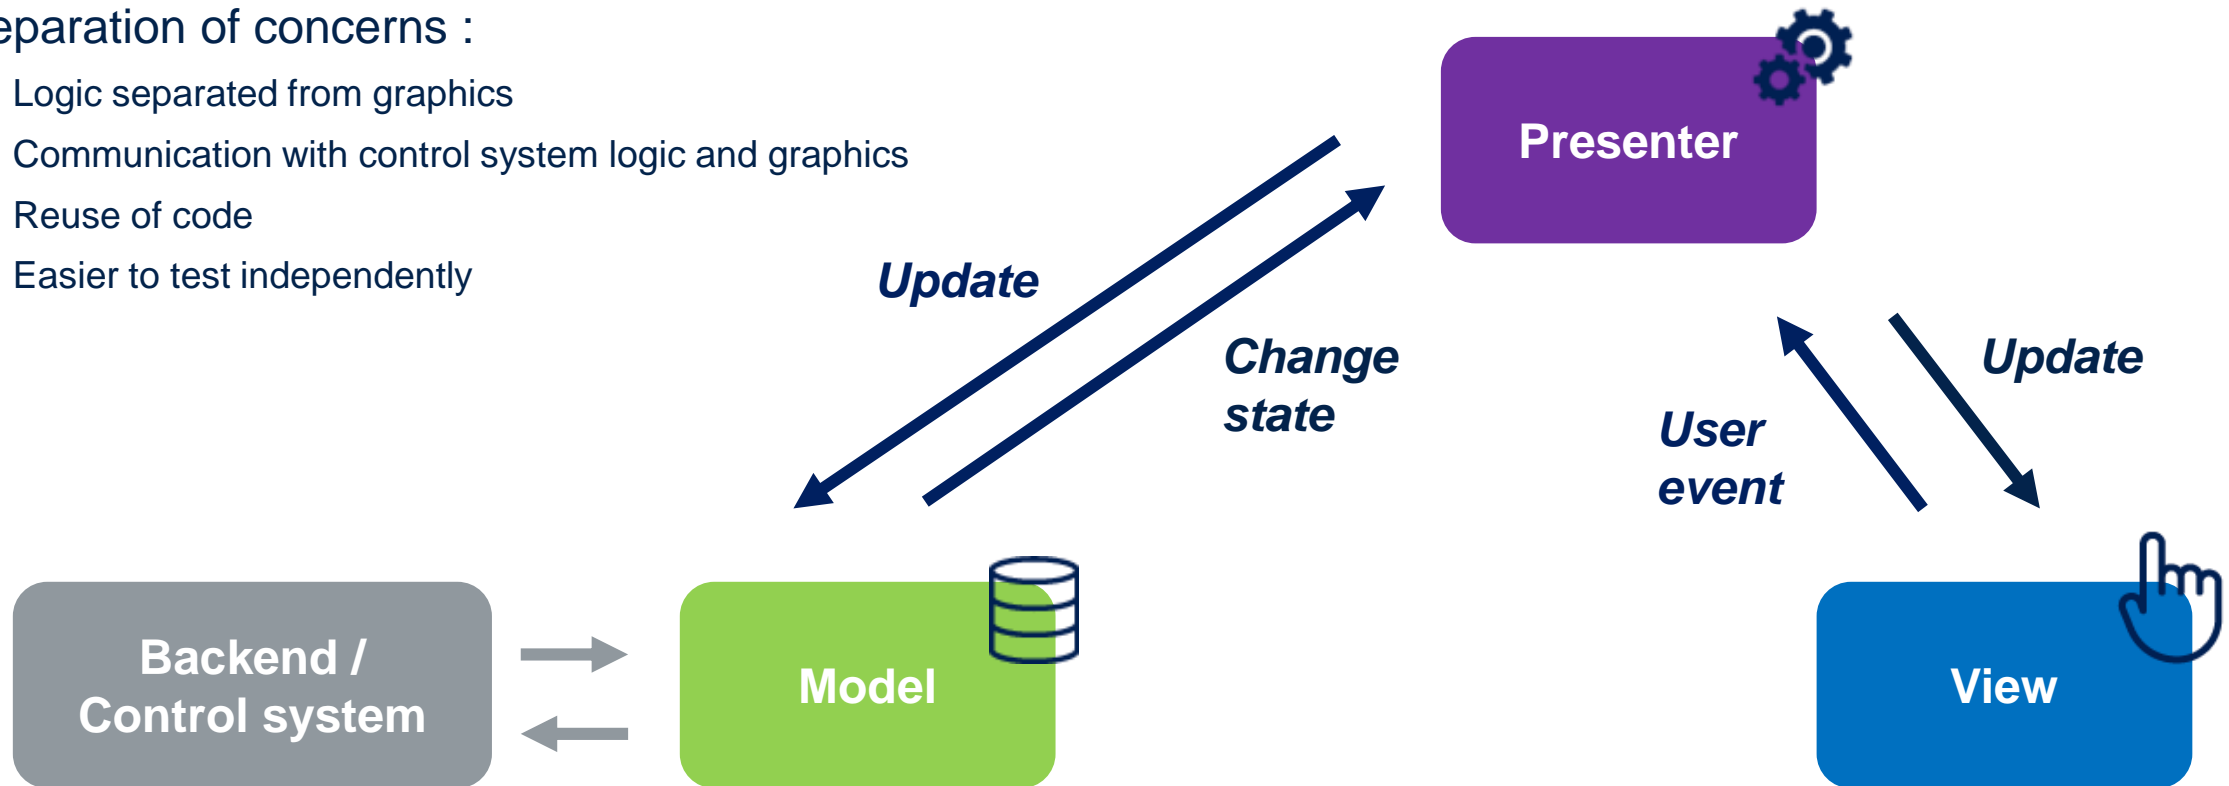 eparation of concerns :
Logic separated from graphics
Communication with control system logic and graphics
Reuse of code
Easier to test independently
Presenter
Update
Change
state
Update
User
event
Backend /
Control system
Model
View